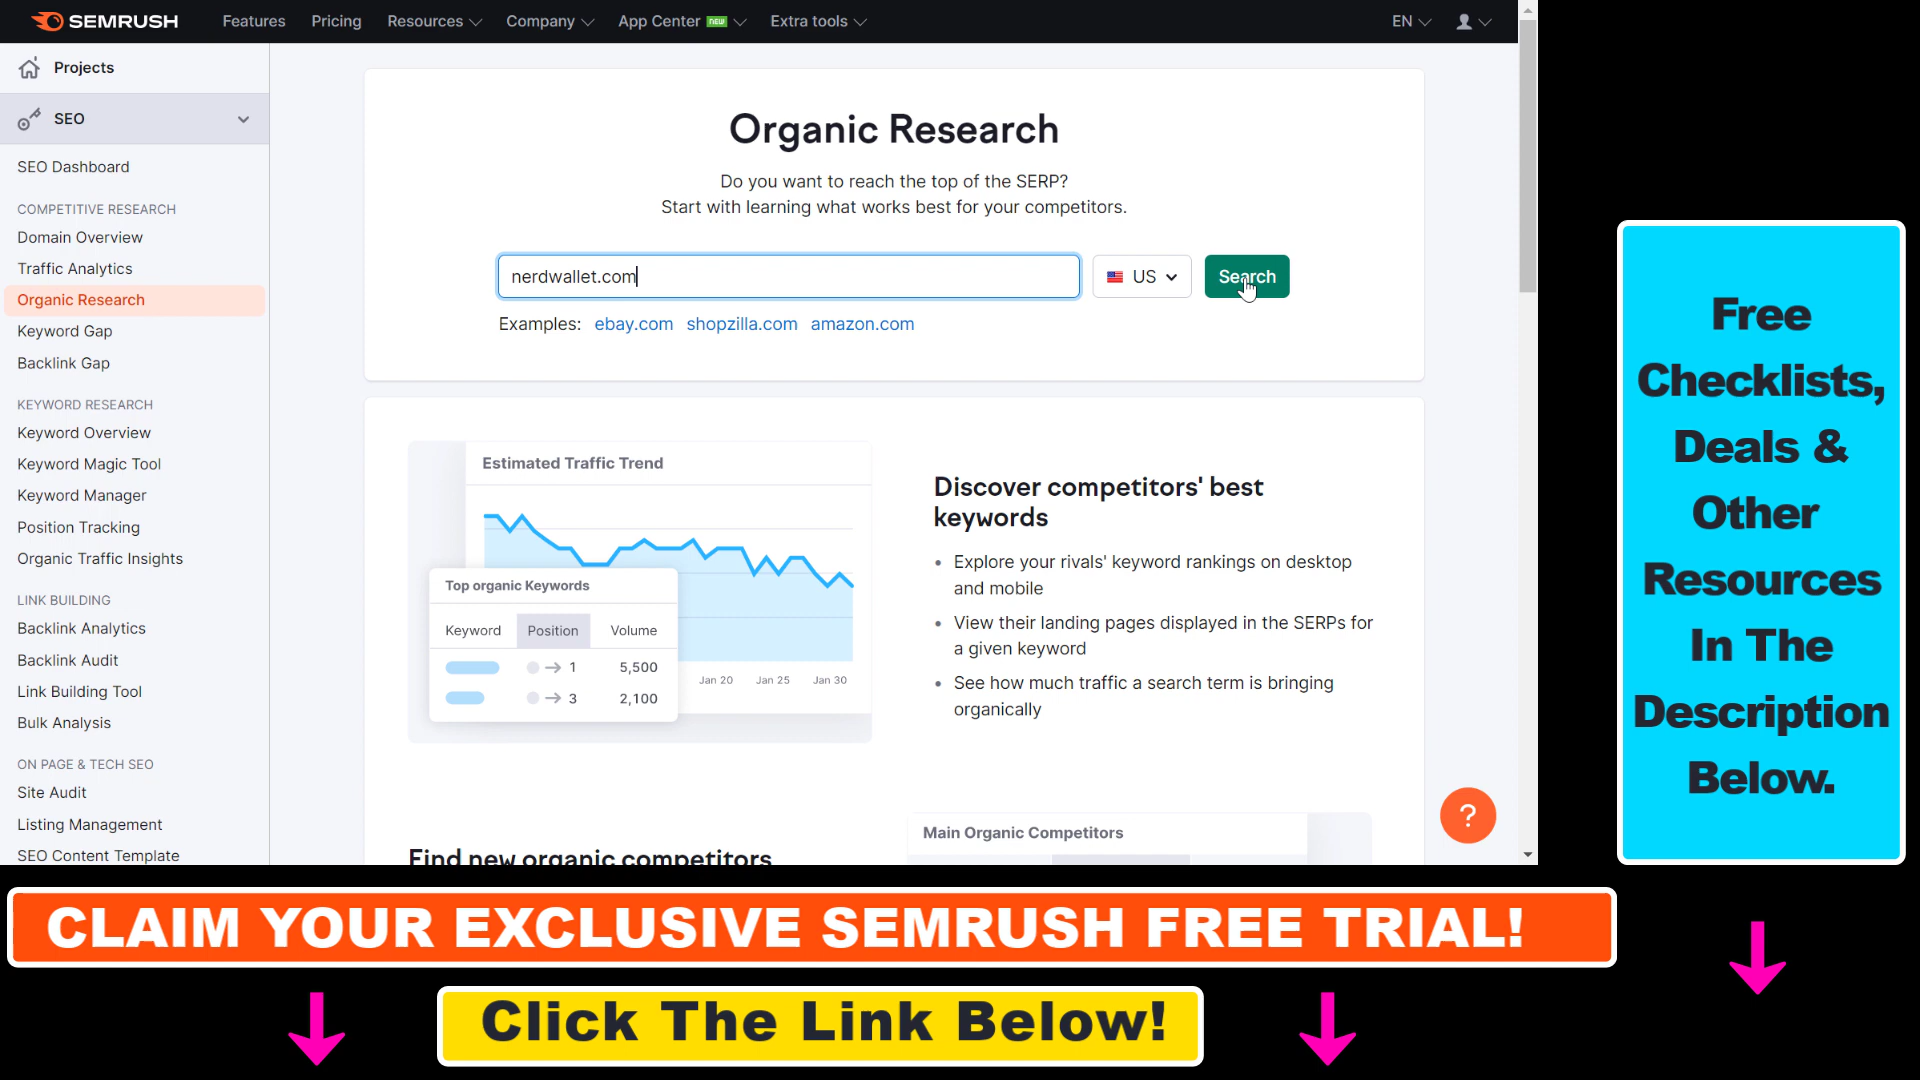 SEMRUSH
Features
Pricing
Resources
Company
App Center NEW
Extra tools
EN
Projects
SEO
SEO Dashboard
COMPETITIVE RESEARCH
Domain Overview
Traffic Analytics
Organic Research
Keyword Gap
Backlink Gap
KEYWORD RESEARCH
Keyword Overview
Keyword Magic Tool
Keyword Manager
Position Tracking
Organic Traffic Insights
LINK BUILDING
Backlink Analytics
Backlink Audit
Link Building Tool
Bulk Analysis
ON PAGE & TECH SEO
Site Audit
Listing Management
SEO Content Template
Organic Research
Do you want to reach the top of the SERP?
Start with learning what works best for your competitors.
nerdwallet.com
US
Search
Examples: ebay.com shopzilla.com amazon.com
Estimated Traffic Trend
Top organic Keywords
Keyword Position Volume
1 5,500
3 2,100
Jan 20 Jan 25 Jan 30
Discover competitors' best
keywords
• Explore your rivals' keyword rankings on desktop
and mobile
• View their landing pages displayed in the SERPs for
a given keyword
• See how much traffic a search term is bringing
organically
Find new organic competitors
Main Organic Competitors
?
Free
Checklists,
Deals &
Other
Resources
In The
Description
Below.
CLAIM YOUR EXCLUSIVE SEMRUSH FREE TRIAL!
Click The Link Below!